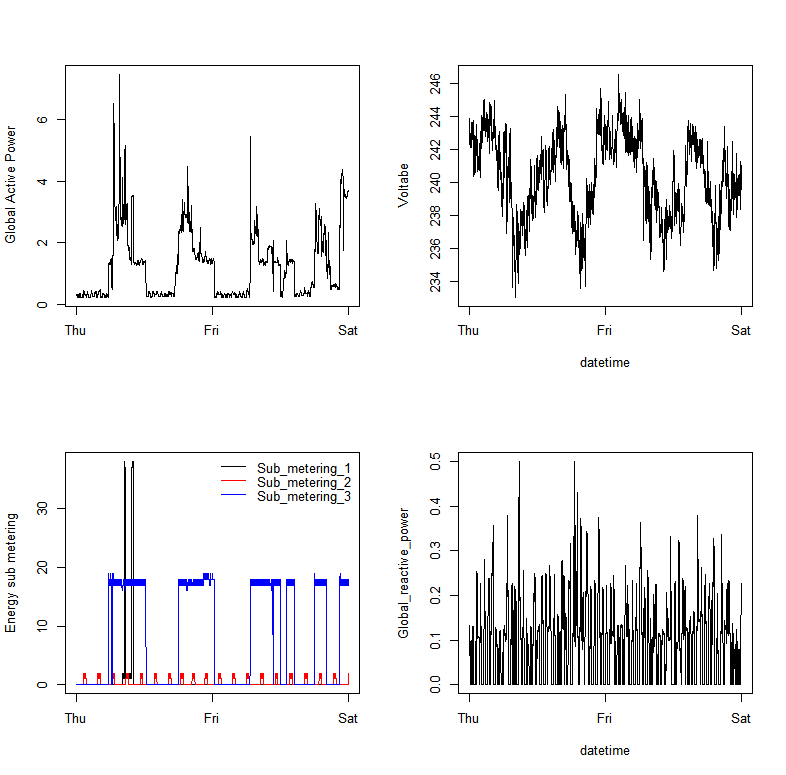 Global Active Power
0 2 4 6
Thu Fri Sat
Voltabe
234 236 238 240 242 244 246
Thu Fri Sat
datetime
Energy sub metering
0 10 20 30
Sub_metering_1
Sub_metering_2
Sub_metering_3
Thu Fri Sat
Global_reactive_power
0.0 0.1 0.2 0.3 0.4 0.5
Thu Fri Sat
datetime